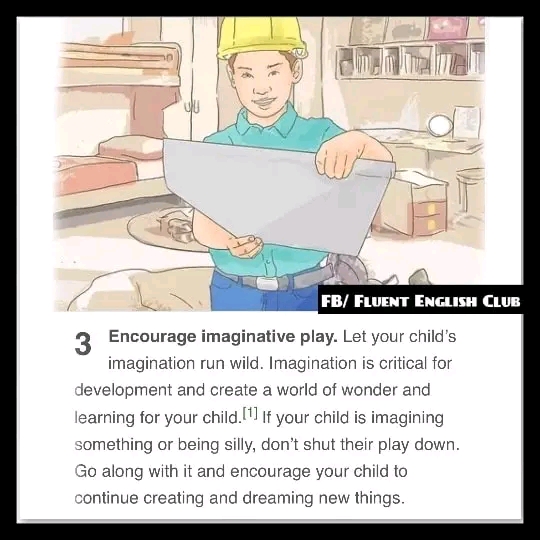 FB/ FLUENT ENGLISH CLUB
3 Encourage imaginative play. Let your child's
imagination run wild. Imagination is critical for
development and create a world of wonder and
learning for your child.[1] If your child is imagining
something or being silly, don't shut their play down.
Go along with it and encourage your child to
continue creating and dreaming new things.